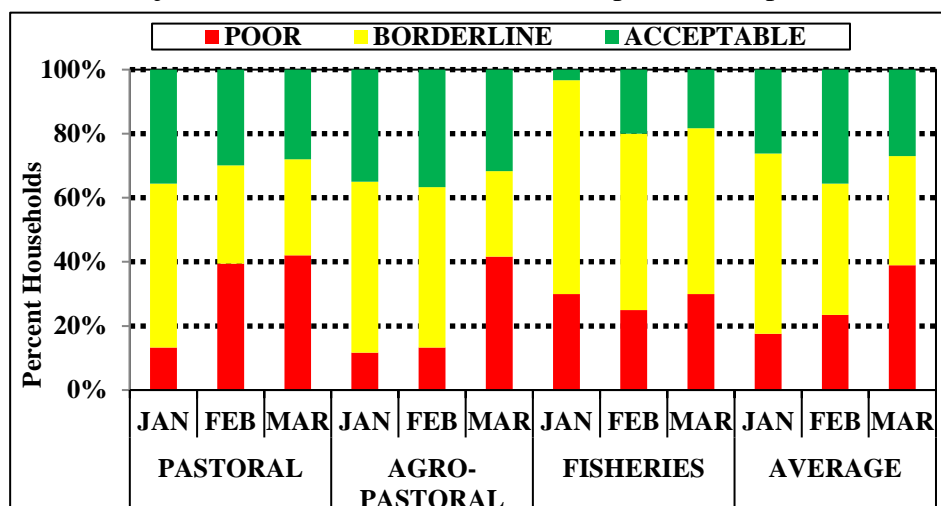 POOR BORDERLINE ACCEPTABLE
100%
80%
60%
40%
20%
0%
Percent Households
JAN FEB MAR JAN FEB MAR JAN FEB MAR JAN FEB MAR
PASTORAL AGRO- FISHERIES AVERAGE
PASTORAL